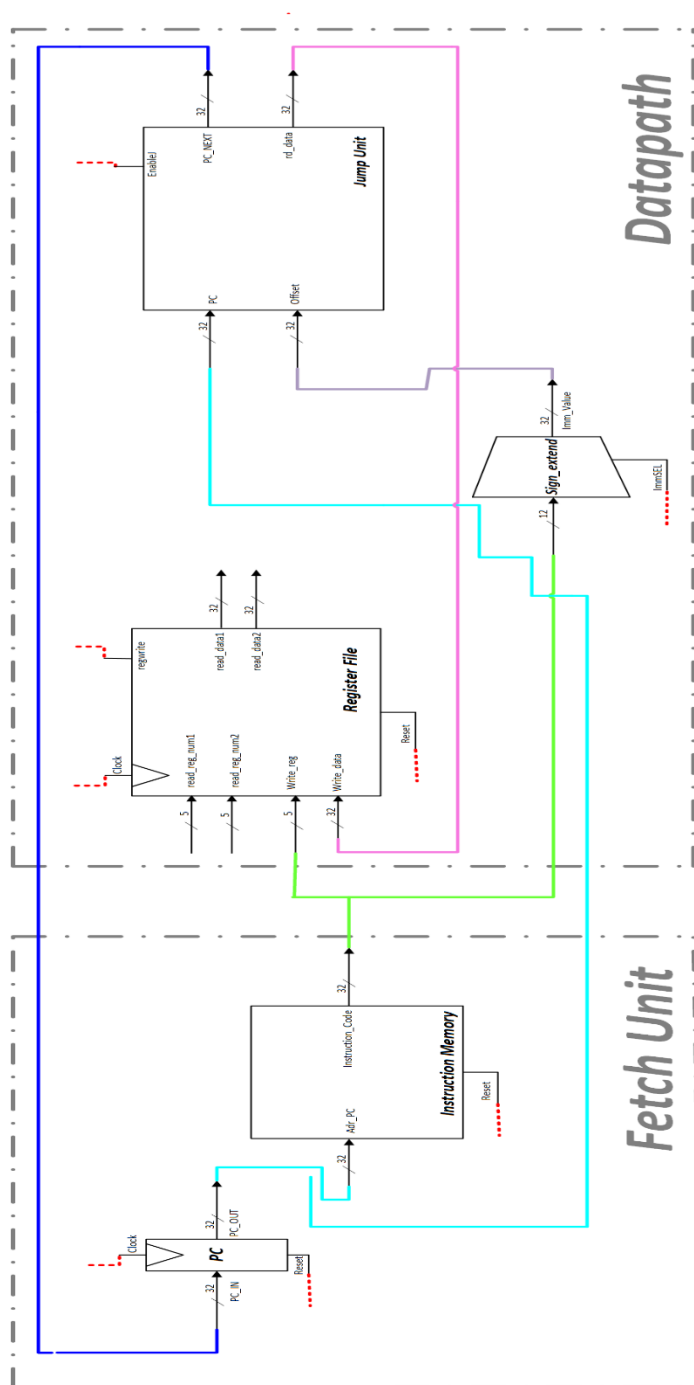 Fetch Unit
Datapath
PC
Clock
32
PC_IN
32
PC_OUT
Reset
Instruction Memory
32
Adr_PC
Instruction_Code
32
Reset
Register File
Clock
regwrite
5
read_reg_num1
5
read_reg_num2
5
Write_reg
32
Write_data
read_data1
32
read_data2
32
Reset
Sign_extend
12
32
Imm_Value
ImmSEL
Jump Unit
EnableJ
32
PC
32
Offset
PC_NEXT
32
rd_data
32